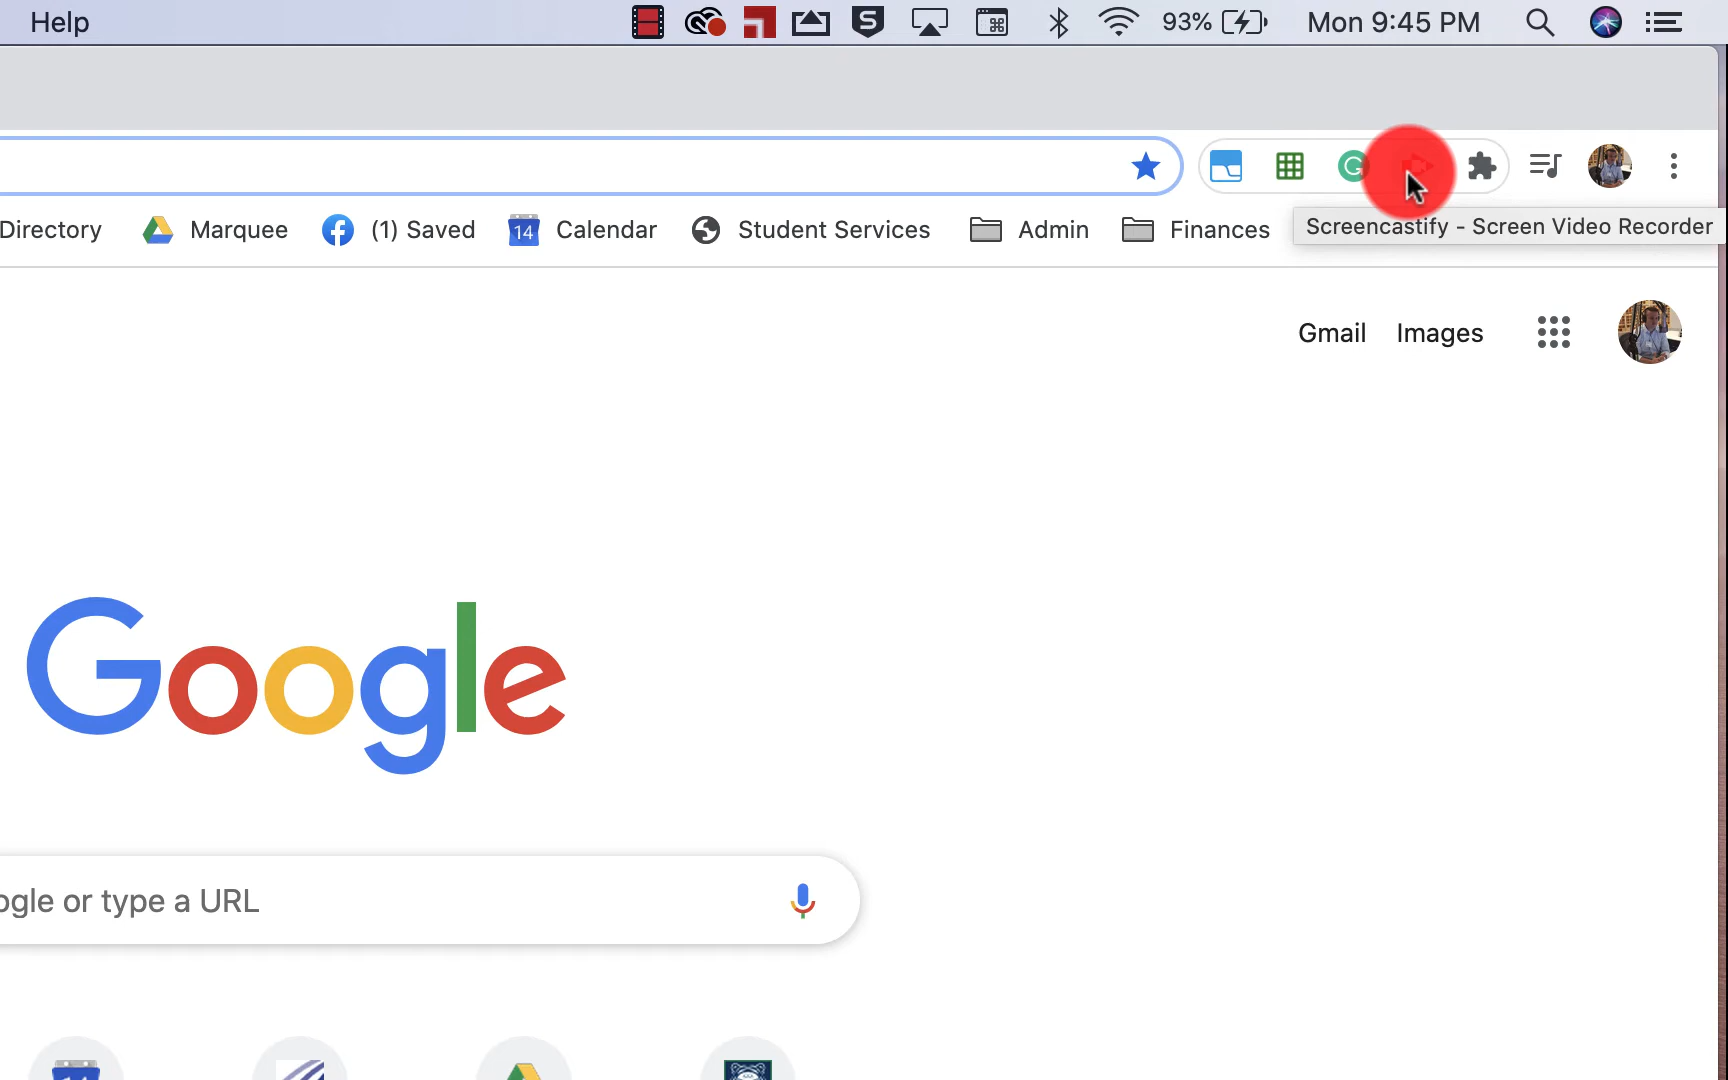 Help
93%
Mon 9:45 PM
Directory
Marquee
(1) Saved
14
Calendar
Student Services
Admin
Finances
Screencastify - Screen Video Recorder
Gmail
Images
Google
ogle or type a URL